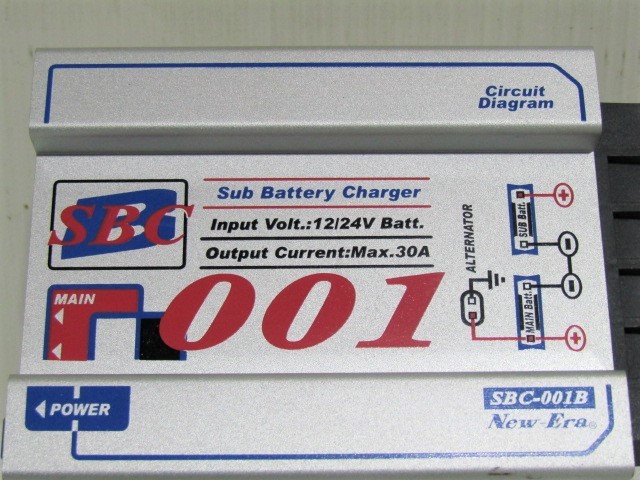 Circuit
Diagram
SBC
Sub Battery Charger
Input Volt.:12/24V Batt.
Output Current:Max.30A
ALTERNATOR
SUB Batt.
MAIN Batt.
+
-
-
+
MAIN
001
POWER
SBC-001B
New-Era®